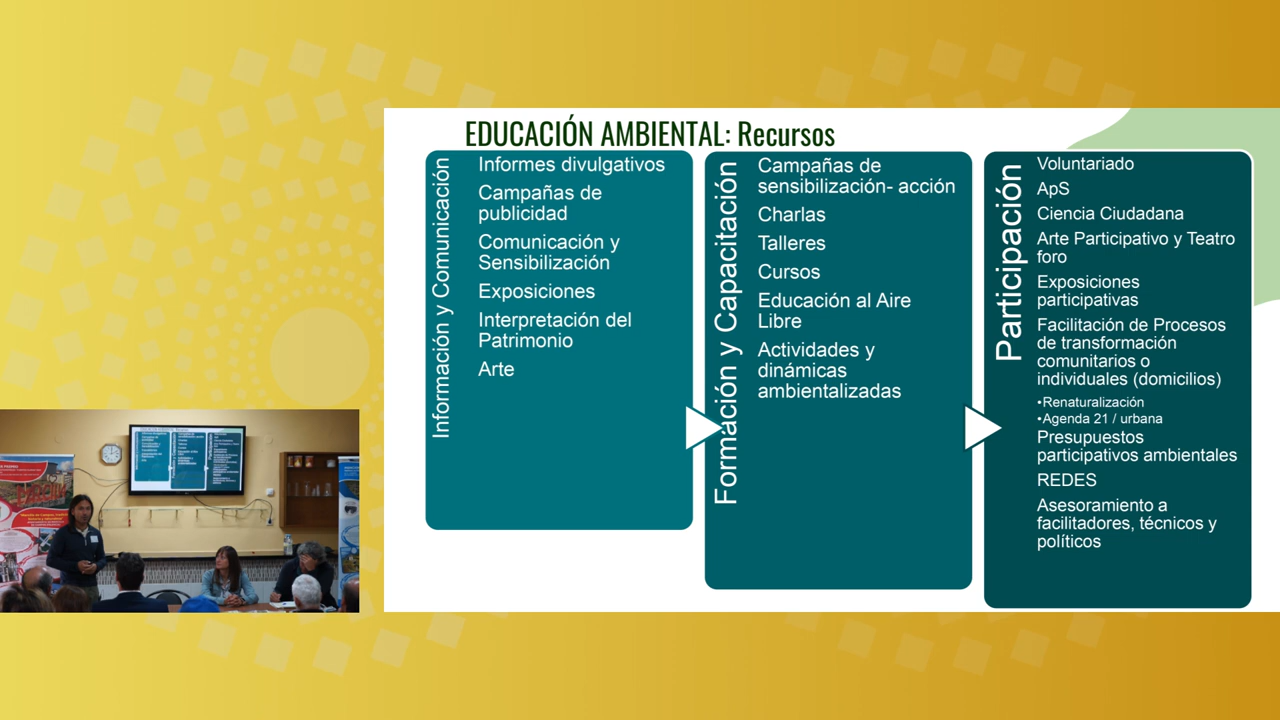 EDUCACIÓN AMBIENTAL: Recursos
Información y Comunicación
Informes divulgativos
Campañas de
publicidad
Comunicación y
Sensibilización
Exposiciones
Interpretación del
Patrimonio
Arte
Formación y Capacitación
Campañas de
sensibilización- acción
Charlas
Talleres
Cursos
Educación al Aire
Libre
Actividades y
dinámicas
ambientalizadas
Participación
Voluntariado
ApS
Ciencia Ciudadana
Arte Participativo y Teatro
foro
Exposiciones
participativas
Facilitación de Procesos
de transformación
comunitarios o
individuales (domicilios)
•Renaturalización
•Agenda 21 / urbana
Presupuestos
participativos ambientales
REDES
Asesoramiento a
facilitadores, técnicos y
políticos